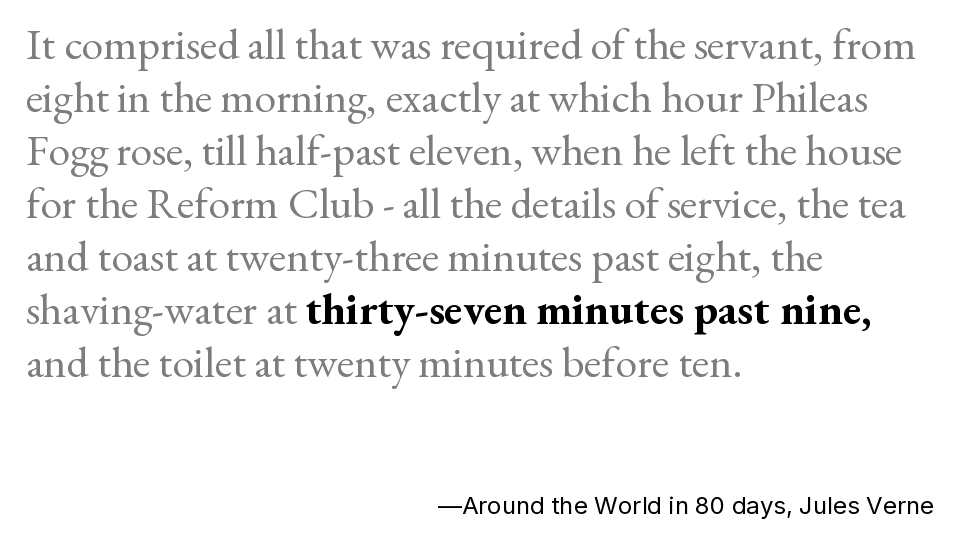 It comprised all that was required of the servant, from
eight in the morning, exactly at which hour Phileas
Fogg rose, till half-past eleven, when he left the house
for the Reform Club - all the details of service, the tea
and toast at twenty-three minutes past eight, the
shaving-water at thirty-seven minutes past nine,
and the toilet at twenty minutes before ten.
—Around the World in 80 days, Jules Verne